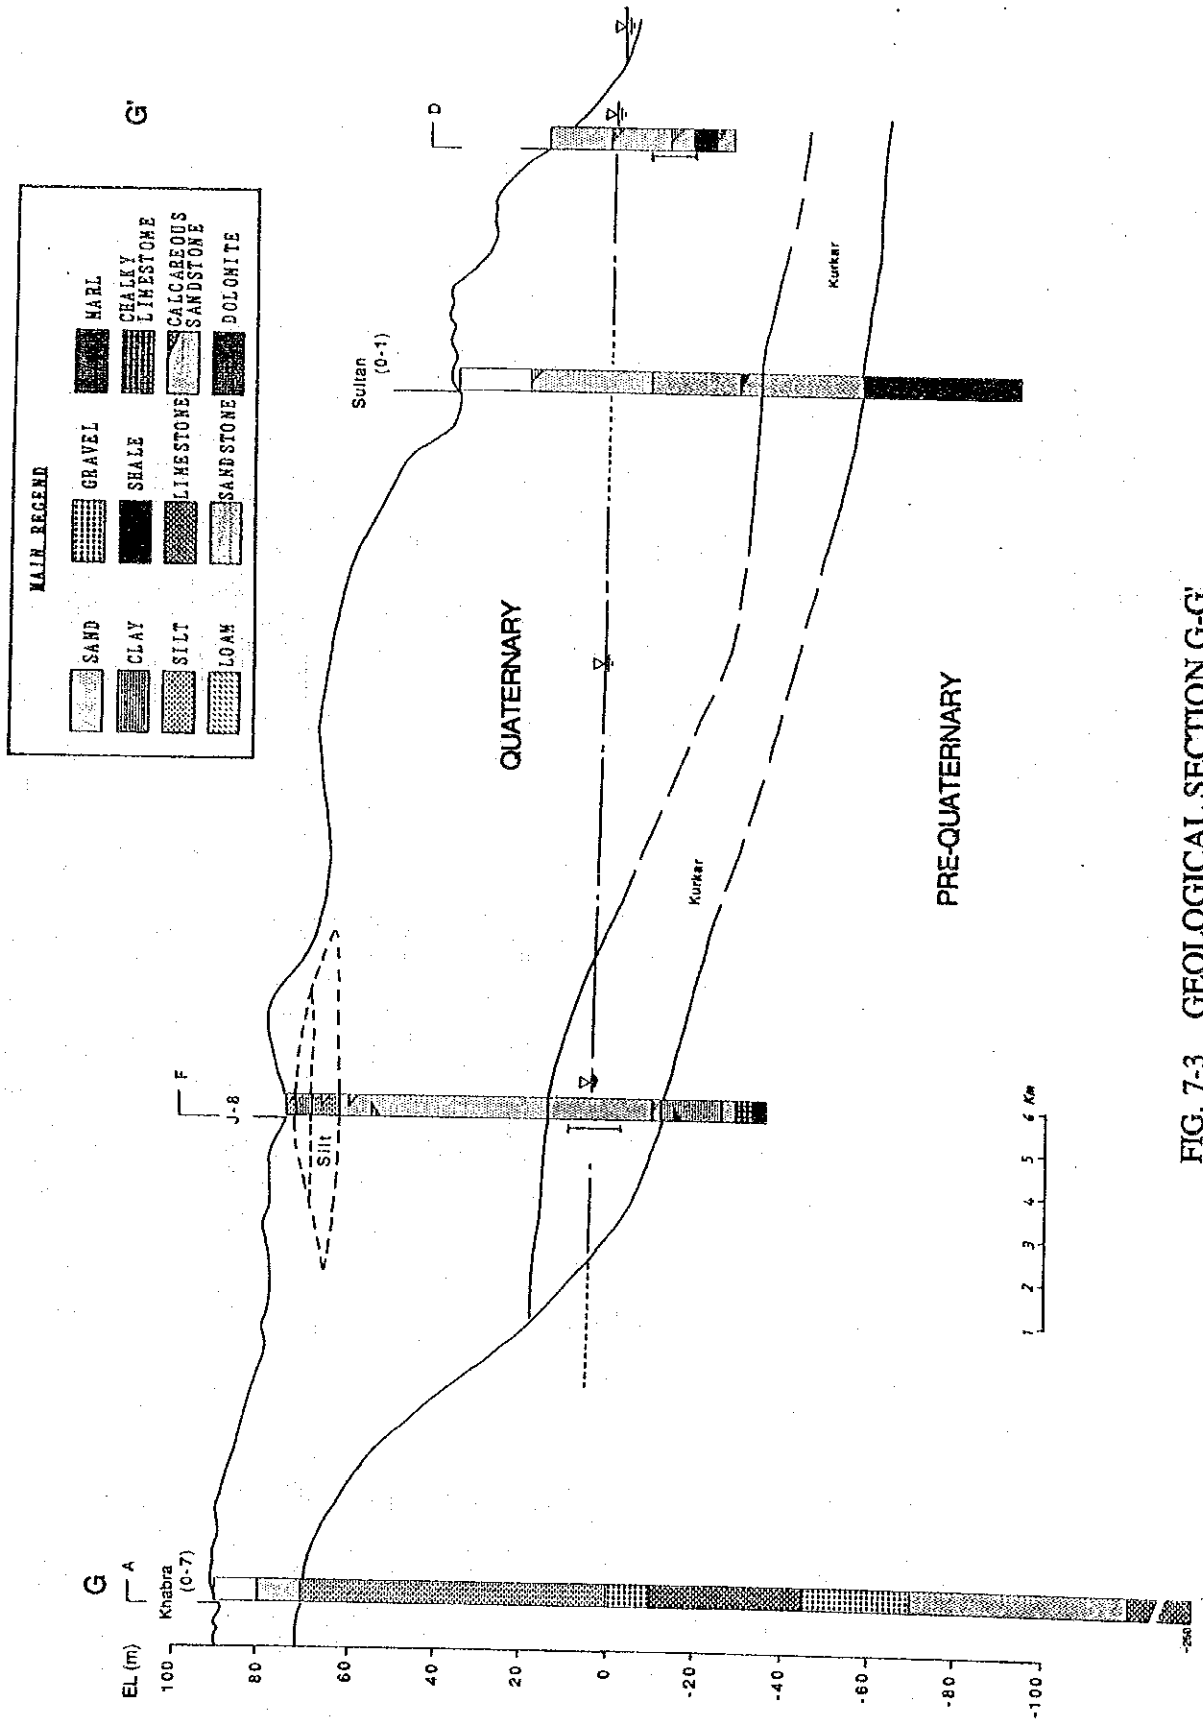 G
G'
A
Khabra
(0-7)
F
J-8
Sultan
(0-1)
D
MAIN REGEND
SAND
GRAVEL
MARL
CLAY
SHALE
CHALKY
LIMESTOME
SILT
LIMESTONE
CALCAREOUS
SANDSTONE
LOAM
SANDSTONE
DOLOMITE
EL (m)
100
80
60
40
20
0
-20
-40
-60
-80
-100
-250
Silt
QUATERNARY
Kurkar
Kurkar
PRE-QUATERNARY
1 2 3 4 5 6 Km
FIG. 7-3 GEOLOGICAL SECTION G-G'